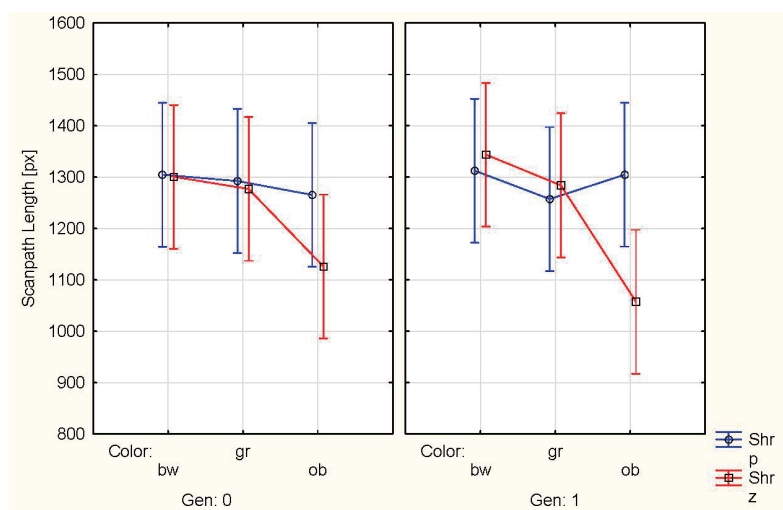 Scanpath Length [px]
1600
1500
1400
1300
1200
1100
1000
900
800
Color: bw gr ob
Gen: 0
Color: bw gr ob
Gen: 1
Shr
p
Shr
z